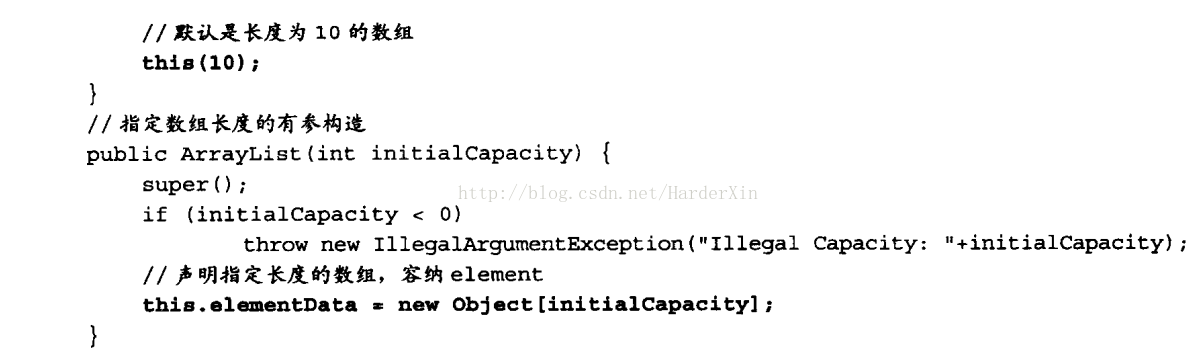 //默认是长度为 10 的数组
this(10);
}
//指定数组长度的有参构造
public ArrayList(int initialCapacity) {
super();
http://blog.csdn.net/HarderXin
if (initialCapacity < 0)
throw new IllegalArgumentException("Illegal Capacity: "+initialCapacity);
//声明指定长度的数组，容纳 element
this.elementData = new Object[initialCapacity];
}